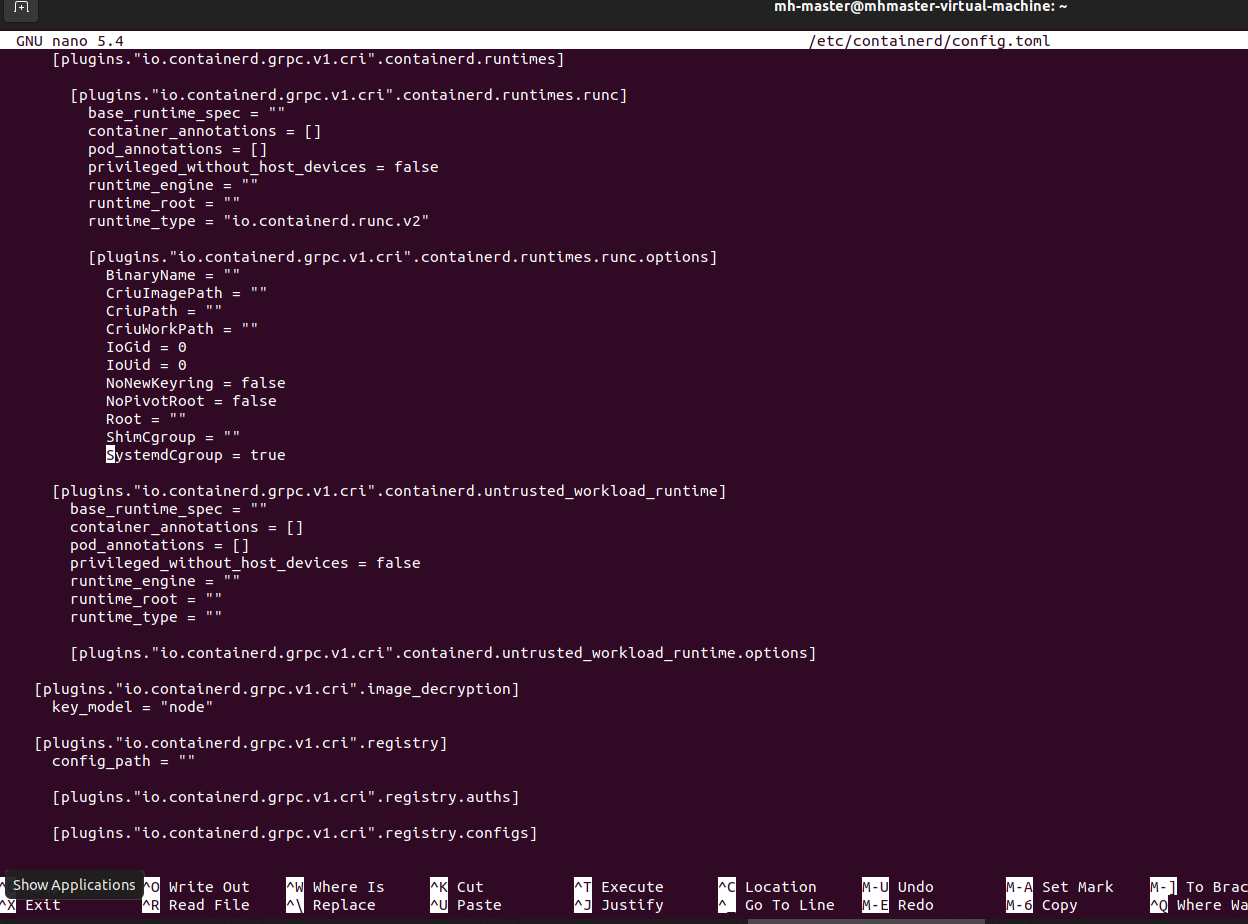 mh-master@mhmaster-virtual-machine: ~
GNU nano 5.4 /etc/containerd/config.toml
[plugins."io.containerd.grpc.v1.cri".containerd.runtimes]
[plugins."io.containerd.grpc.v1.cri".containerd.runtimes.runc]
base_runtime_spec = ""
container_annotations = []
pod_annotations = []
privileged_without_host_devices = false
runtime_engine = ""
runtime_root = ""
runtime_type = "io.containerd.runc.v2"
[plugins."io.containerd.grpc.v1.cri".containerd.runtimes.runc.options]
BinaryName = ""
CriuImagePath = ""
CriuPath = ""
CriuWorkPath = ""
IoGid = 0
IoUid = 0
NoNewKeyring = false
NoPivotRoot = false
Root = ""
ShimCgroup = ""
SystemdCgroup = true
[plugins."io.containerd.grpc.v1.cri".containerd.untrusted_workload_runtime]
base_runtime_spec = ""
container_annotations = []
pod_annotations = []
privileged_without_host_devices = false
runtime_engine = ""
runtime_root = ""
runtime_type = ""
[plugins."io.containerd.grpc.v1.cri".containerd.untrusted_workload_runtime.options]
[plugins."io.containerd.grpc.v1.cri".image_decryption]
key_model = "node"
[plugins."io.containerd.grpc.v1.cri".registry]
config_path = ""
[plugins."io.containerd.grpc.v1.cri".registry.auths]
[plugins."io.containerd.grpc.v1.cri".registry.configs]
Show Applications ^O Write Out ^W Where Is ^K Cut ^T Execute ^C Location M-U Undo M-A Set Mark M-] To Brac
^X Exit ^R Read File ^\ Replace ^U Paste ^J Justify ^_ Go To Line M-E Redo M-6 Copy ^Q Where Wa